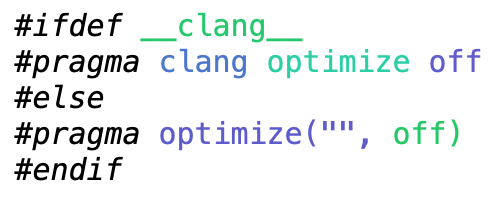 #ifdef __clang__
#pragma clang optimize off
#else
#pragma optimize("", off)
#endif